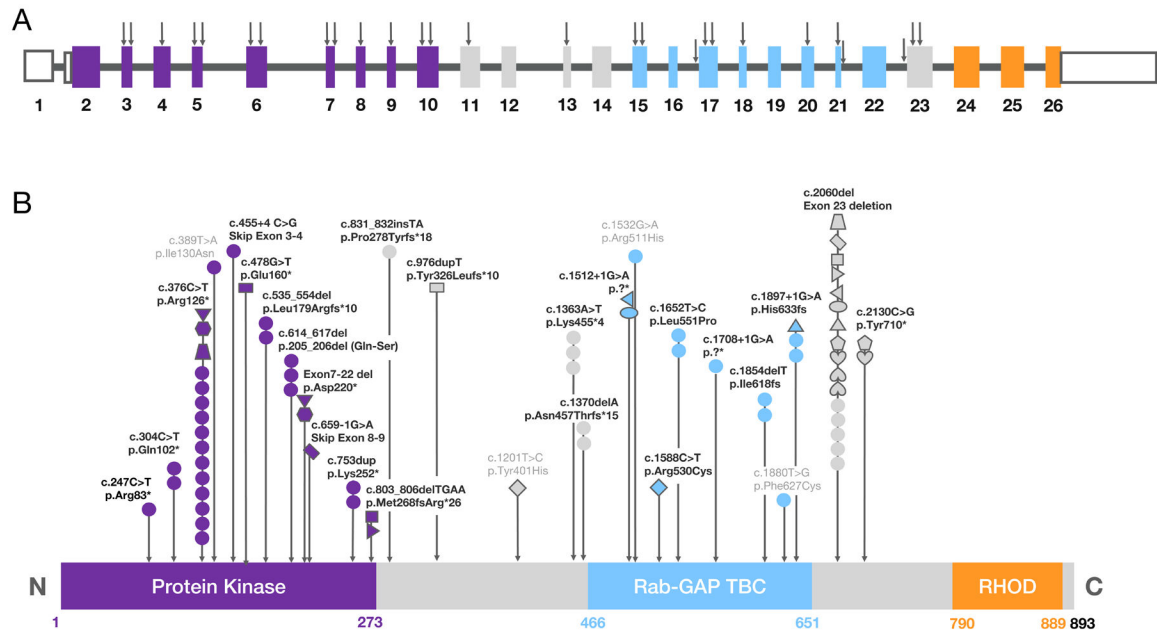 A
1 2 3 4 5 6 7 8 9 10 11 12 13 14 15 16 17 18 19 20 21 22 23 24 25 26
B
c.247C>T
p.Arg83*
c.304C>T
p.Gln102*
c.376C>T
p.Arg126*
c.389T>A
p.Ile130Asn
c.455+4 C>G
Skip Exon 3-4
c.478G>T
p.Glu160*
c.535_554del
p.Leu179Argfs*10
c.614_617del
p.205_206del (Gln-Ser)
Exon7-22 del
p.Asp220*
c.659-1G>A
Skip Exon 8-9
c.753dup
p.Lys252*
c.803_806delTGAA
p.Met268fsArg*26
c.831_832insTA
p.Pro278Tyrfs*18
c.976dupT
p.Tyr326Leufs*10
c.1201T>C
p.Tyr401His
c.1363A>T
p.Lys455*4
c.1370delA
p.Asn457Thrfs*15
c.1512+1G>A
p.?*
c.1532G>A
p.Arg511His
c.1588C>T
p.Arg530Cys
c.1652T>C
p.Leu551Pro
c.1708+1G>A
p.?*
c.1854delT
p.Ile618fs
c.1880T>G
p.Phe627Cys
c.1897+1G>A
p.His633fs
c.2060del
Exon 23 deletion
c.2130C>G
p.Tyr710*
N Protein Kinase Rab-GAP TBC RHOD C
1 273 466 651 790 889 893